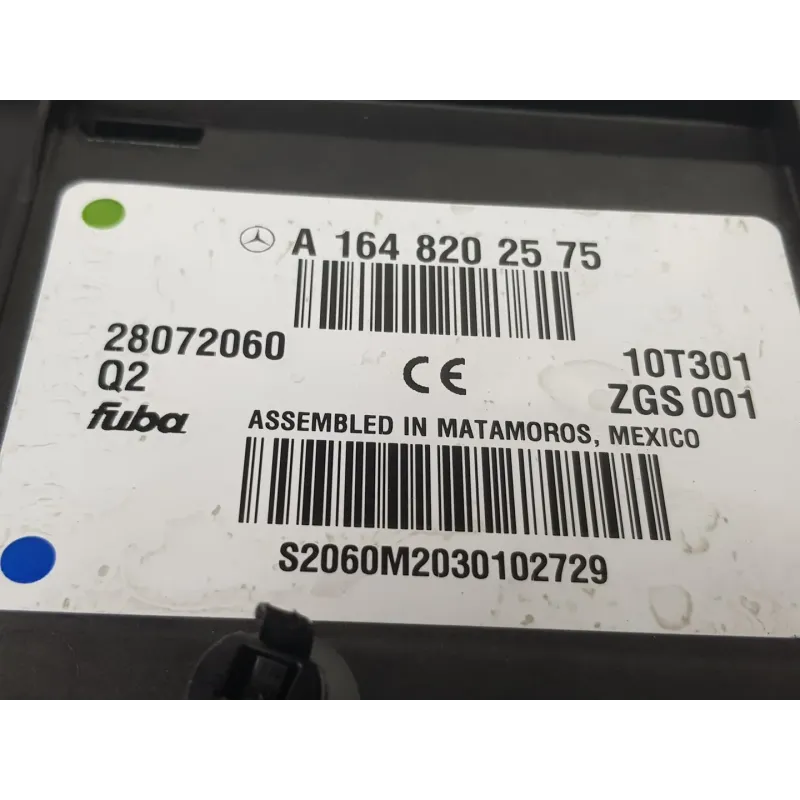 A 164 820 25 75
28072060
10T301
Q2
ZGS 001
CE
fuba
ASSEMBLED IN MATAMOROS, MEXICO
S2060M2030102729